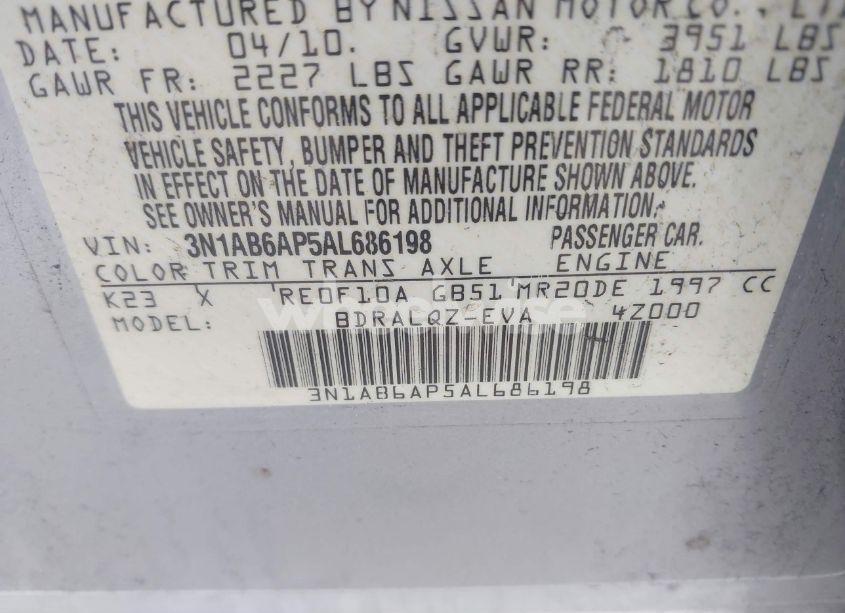 MANUFACTURED BY NISSAN MOTOR CO., LT
DATE: 04/10. GVWR: 3951 LBS
GAWR FR: 2227 LBS GAWR RR: 1810 LBS
THIS VEHICLE CONFORMS TO ALL APPLICABLE FEDERAL MOTOR
VEHICLE SAFETY, BUMPER AND THEFT PREVENTION STANDARDS
IN EFFECT ON THE DATE OF MANUFACTURE SHOWN ABOVE.
SEE OWNER'S MANUAL FOR ADDITIONAL INFORMATION.
VIN: 3N1AB6AP5AL686198 PASSENGER CAR.
COLOR TRIM TRANS AXLE ENGINE
K23 X RE0F10A GB51 MR20DE 1997 CC
MODEL: BDRALQZ-EVA 4Z000
3N1AB6AP5AL686198